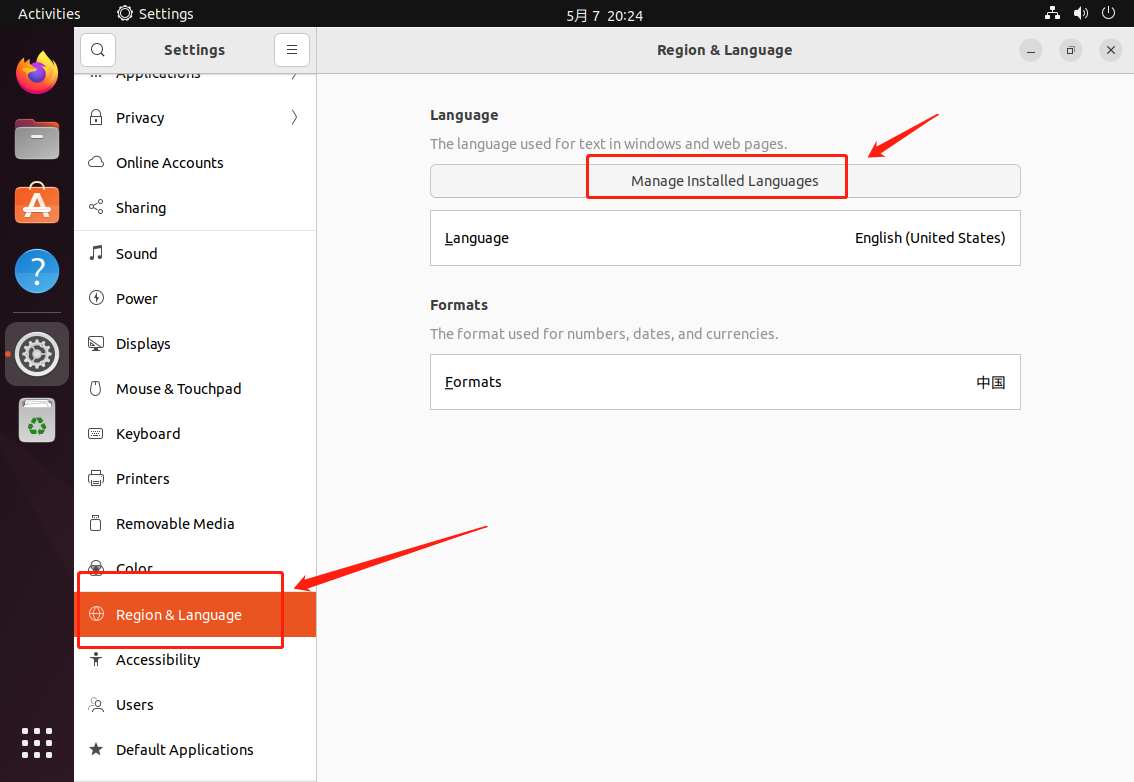 Activities
Settings
5月 7 20:24
Settings
Region & Language
Applications
Privacy
Online Accounts
Sharing
Sound
Power
Displays
Mouse & Touchpad
Keyboard
Printers
Removable Media
Color
Region & Language
Accessibility
Users
Default Applications
Language
The language used for text in windows and web pages.
Manage Installed Languages
Language English (United States)
Formats
The format used for numbers, dates, and currencies.
Formats 中国